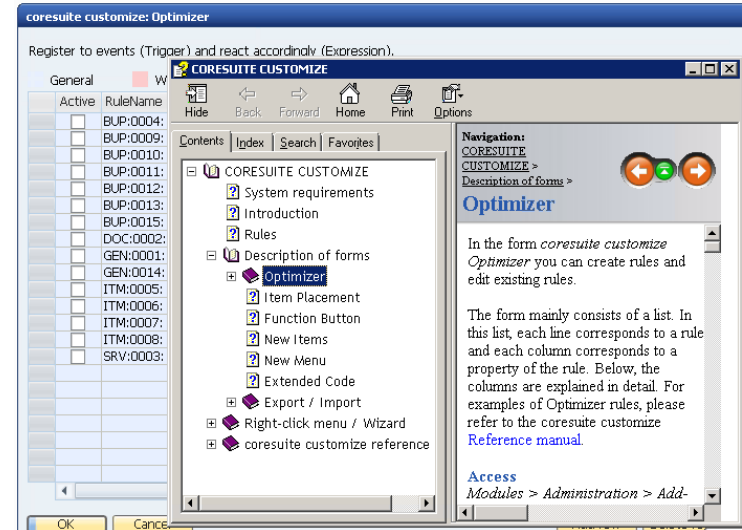 coresuite customize: Optimizer
Register to events (Trigger) and react accordingly (Expression).
General W
Active RuleName
BUP:0004:
BUP:0009:
BUP:0010:
BUP:0011:
BUP:0012:
BUP:0013:
BUP:0015:
DOC:0002:
GEN:0001:
GEN:0014:
ITM:0005:
ITM:0006:
ITM:0007:
ITM:0008:
SRV:0003:
OK Cance
CORESUITE CUSTOMIZE
Hide Back Forward Home Print Options
Contents Index Search Favorites
CORESUITE CUSTOMIZE
System requirements
Introduction
Rules
Description of forms
Optimizer
Item Placement
Function Button
New Items
New Menu
Extended Code
Export / Import
Right-click menu / Wizard
coresuite customize reference
Navigation:
CORESUITE
CUSTOMIZE >
Description of forms >
Optimizer
In the form coresuite customize
Optimizer you can create rules and
edit existing rules.
The form mainly consists of a list. In
this list, each line corresponds to a rule
and each column corresponds to a
property of the rule. Below, the
columns are explained in detail. For
examples of Optimizer rules, please
refer to the coresuite customize
Reference manual.
Access
Modules > Administration > Add-